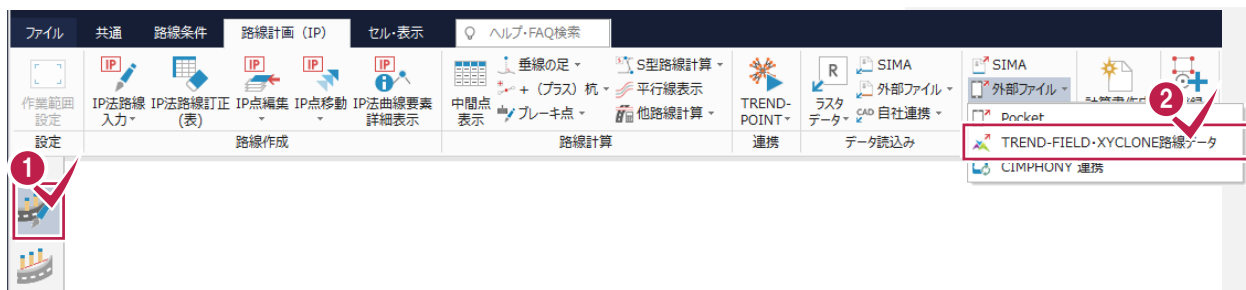 ファイル 共通 路線条件 路線計画（IP） セル・表示 ヘルプ・FAQ検索
作業範囲
設定
設定
IP
IP法路線
入力
IP法路線訂正
(表)
IP
IP点編集
IP
IP点移動
IP
IP法曲線要素
詳細表示
路線作成
中間点
表示
垂線の足
+ (プラス) 杭
ブレーキ点
S型路線計算
平行線表示
他路線計算
路線計算
TREND-
POINT
連携
R
ラスタ
データ
SIMA
外部ファイル
CAD 自社連携
データ読込み
SIMA
外部ファイル
Pocket
TREND-FIELD・XYCLONE路線データ
CIMPHONY 連携
1
2